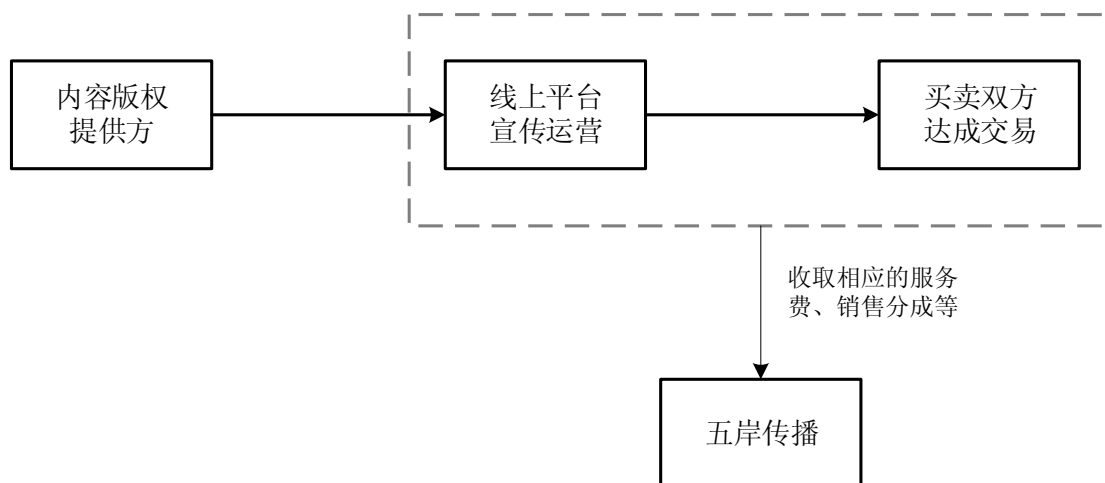 内容版权
提供方
线上平台
宣传运营
买卖双方
达成交易
收取相应的服务
费、销售分成等
五岸传播